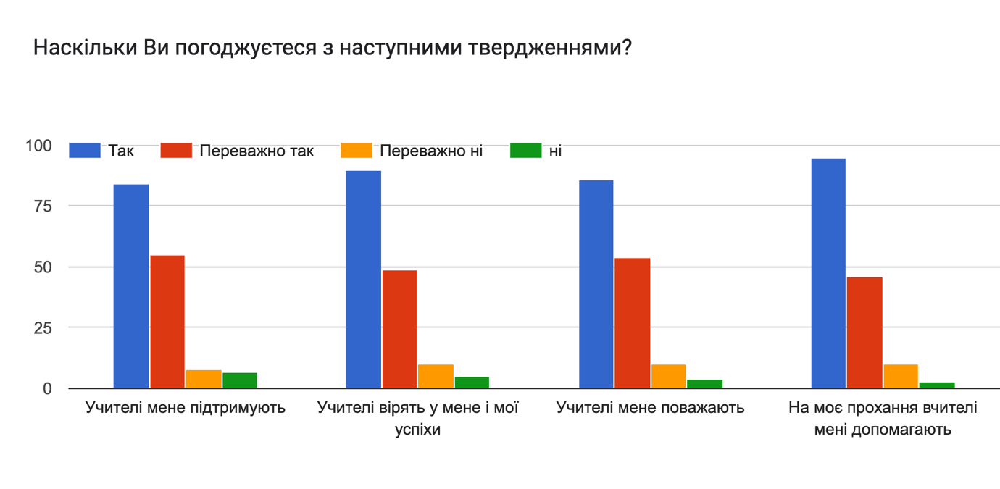 Наскільки Ви погоджуєтеся з наступними твердженнями?
100
Так
Переважно так
Переважно ні
ні
75
50
25
0
Учителі мене підтримують
Учителі вірять у мене і мої
успіхи
Учителі мене поважають
На моє прохання вчителі
мені допомагають